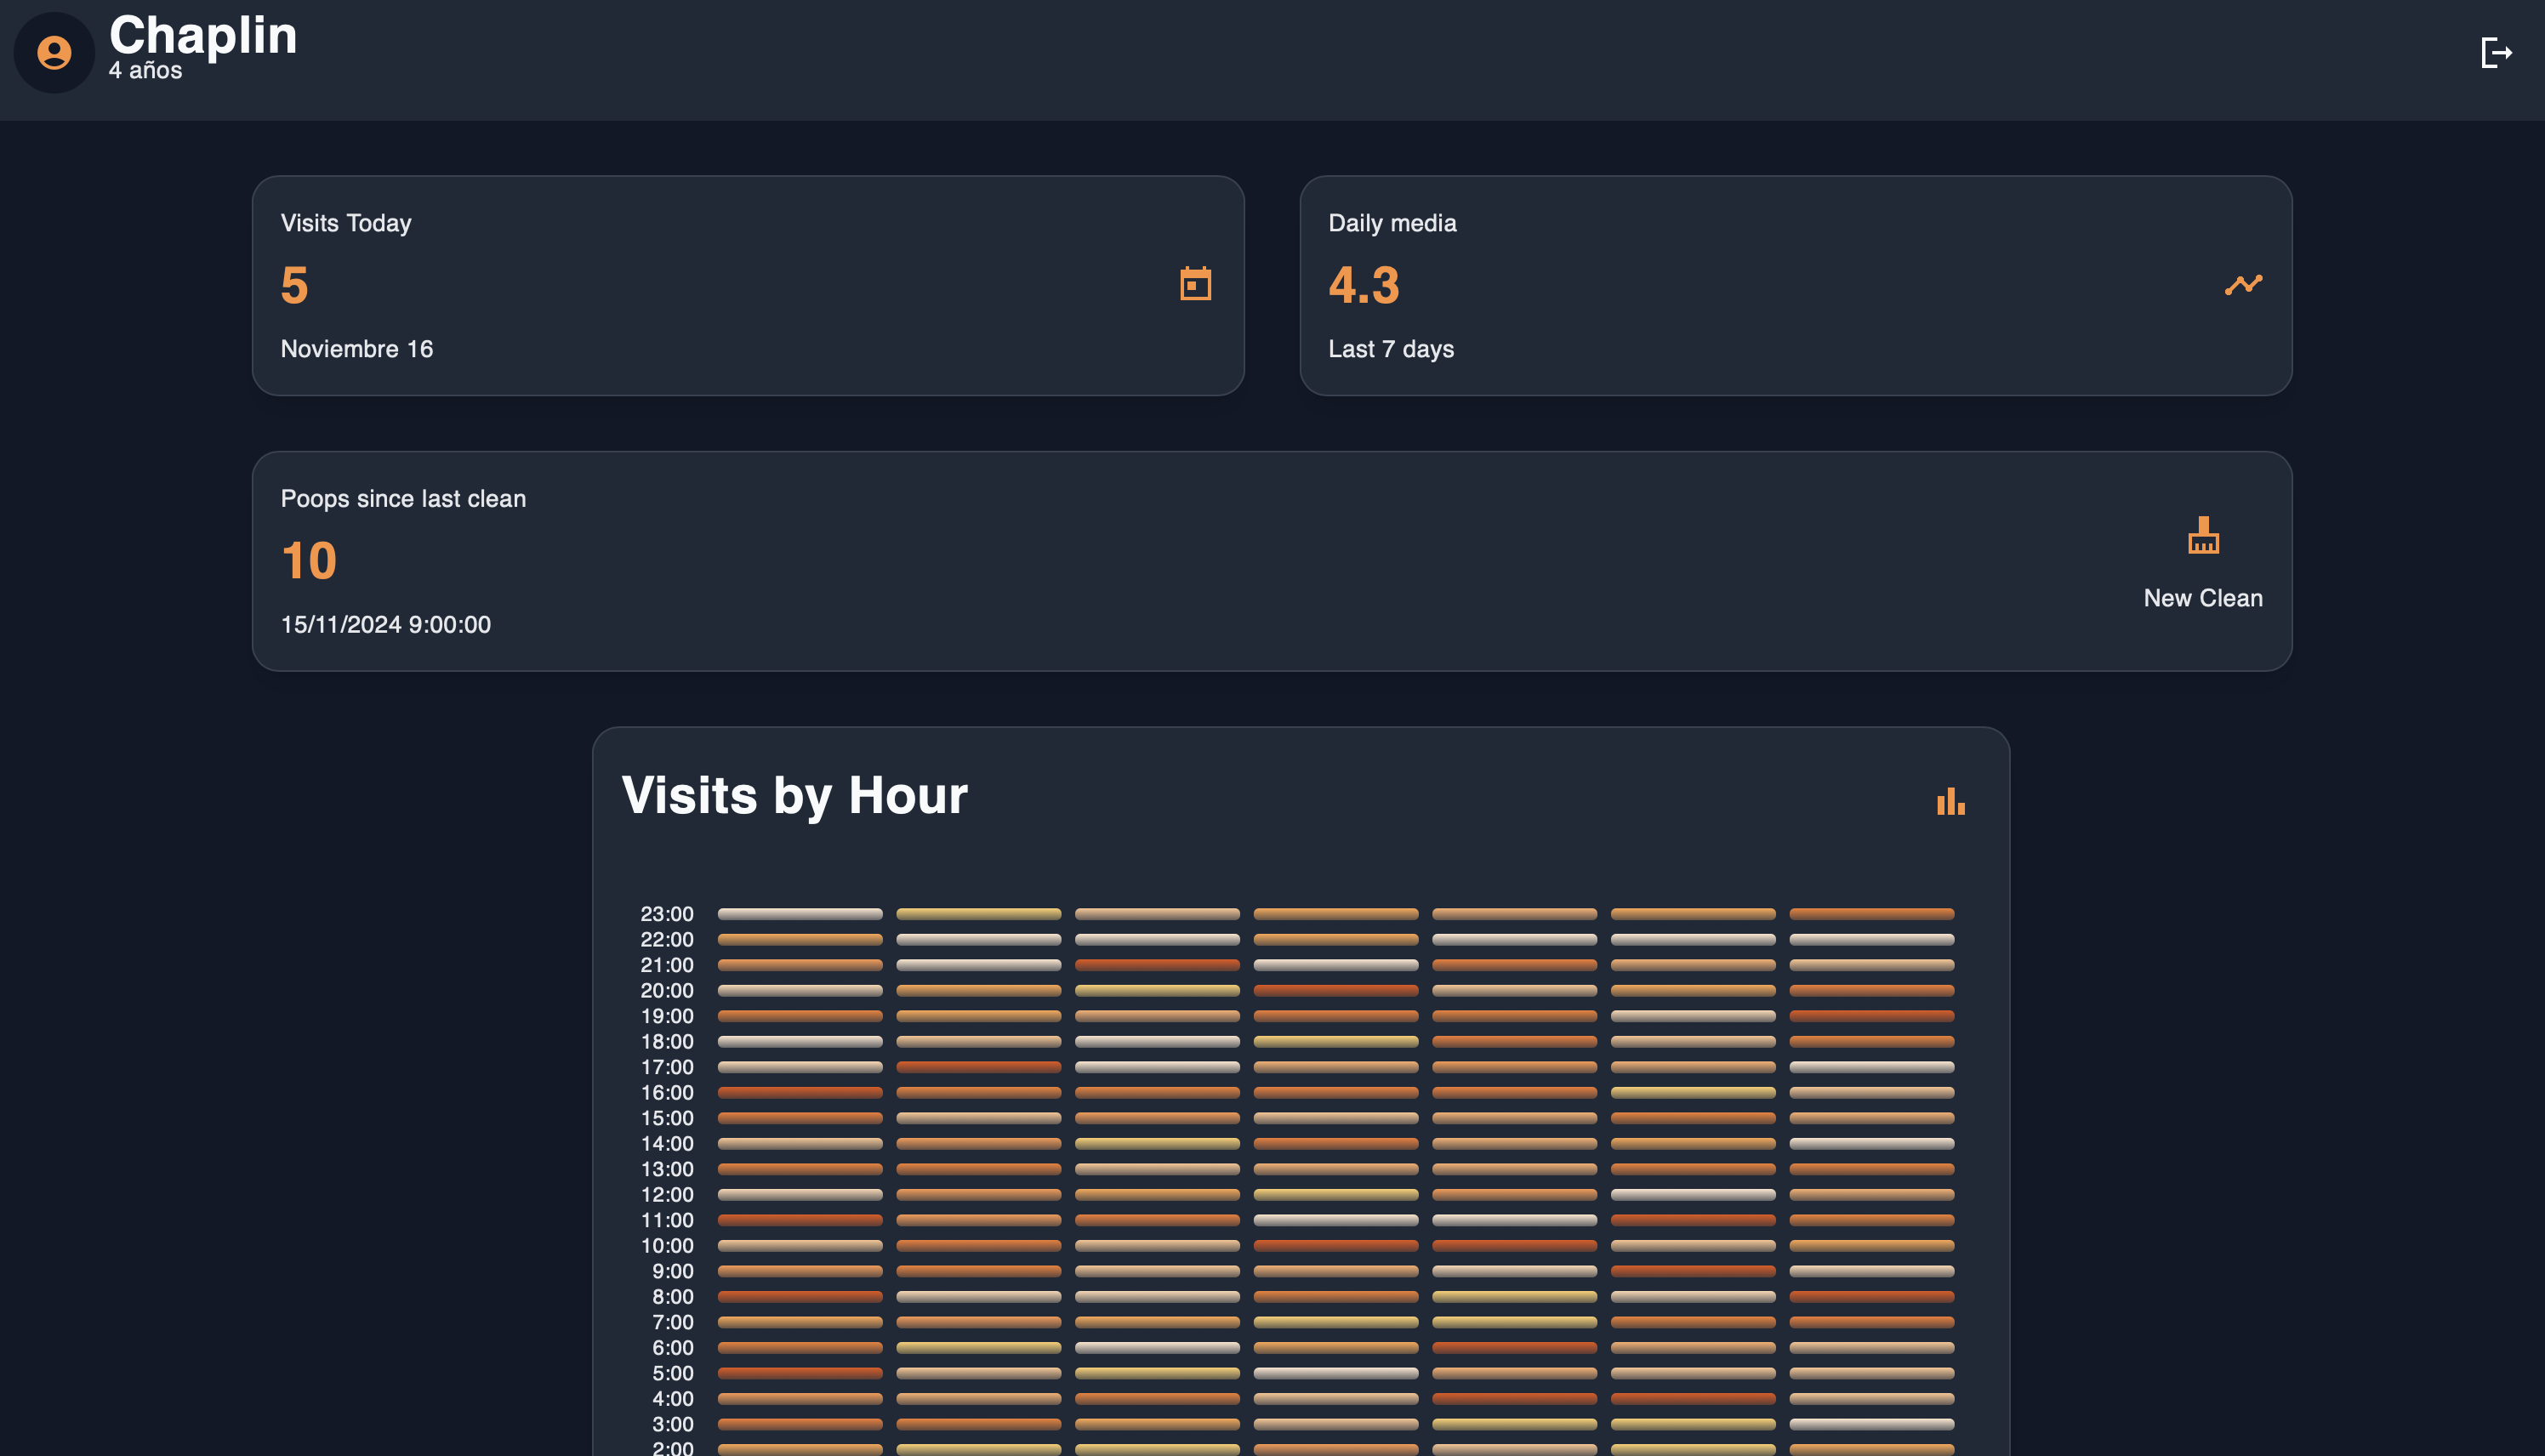 Chaplin
4 años
Visits Today
5
Noviembre 16
Daily media
4.3
Last 7 days
Poops since last clean
10
15/11/2024 9:00:00
New Clean
Visits by Hour
23:00
22:00
21:00
20:00
19:00
18:00
17:00
16:00
15:00
14:00
13:00
12:00
11:00
10:00
9:00
8:00
7:00
6:00
5:00
4:00
3:00
2:00